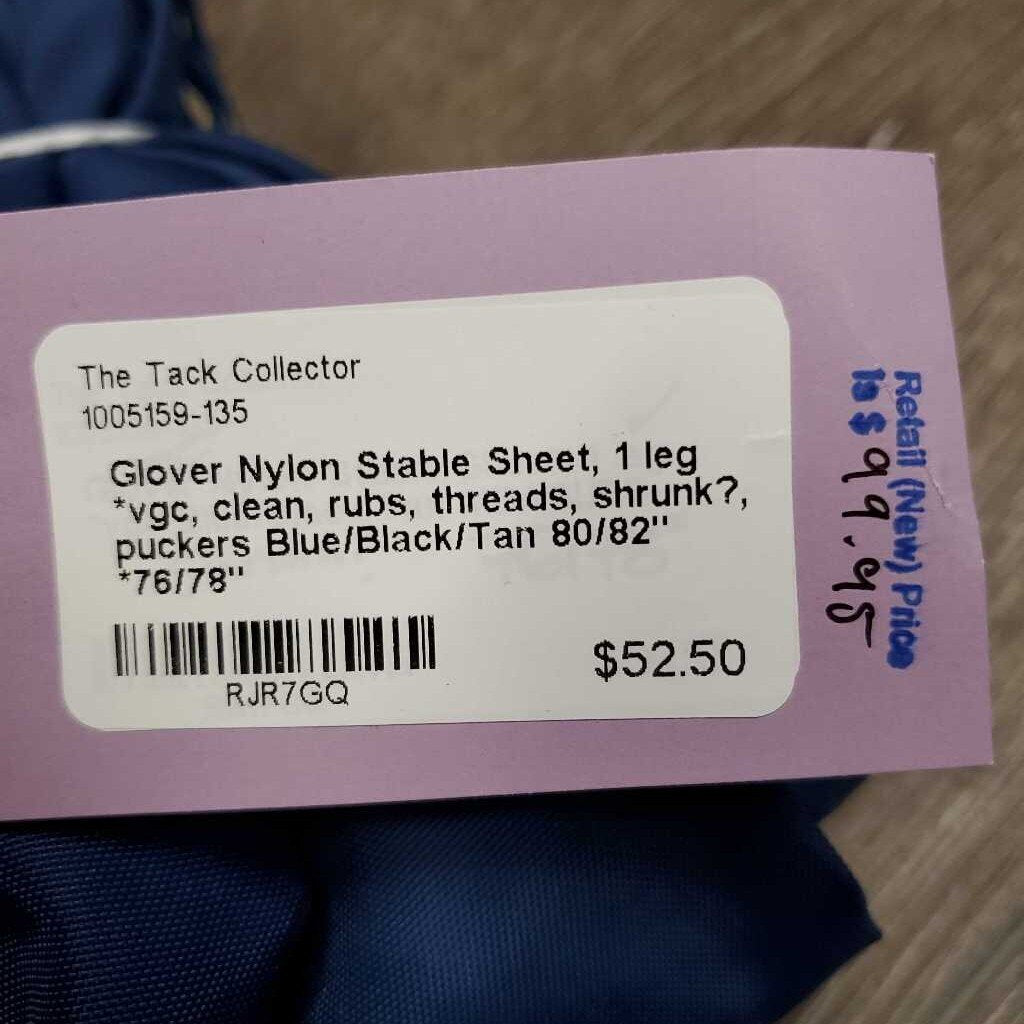 The Tack Collector
1005159-135
Glover Nylon Stable Sheet, 1 leg
*vgc, clean, rubs, threads, shrunk?,
puckers Blue/Black/Tan 80/82"
*76/78"
RJR7GQ
$52.50
Retail (New) Price
is $ 99.95